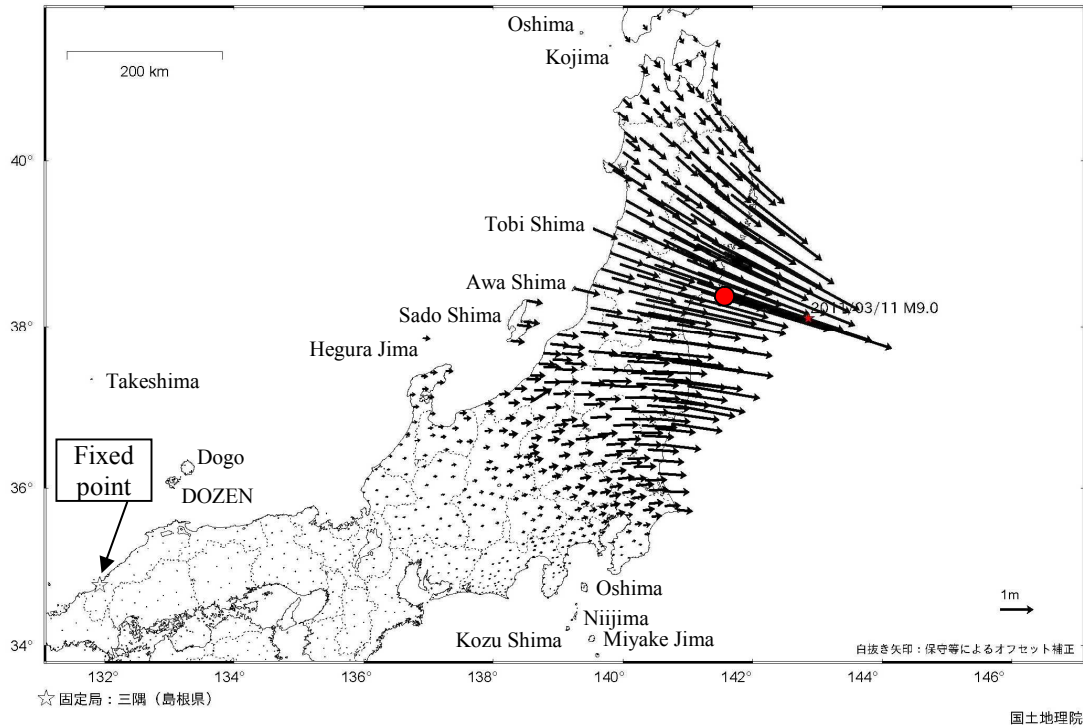 Oshima
Kojima
200 km
40°
Tobi Shima
Awa Shima
2011/03/11 M9.0
Sado Shima
38°
Hegura Jima
Takeshima
Fixed
point
Dogo
DOZEN
36°
Oshima
1m
Niijima
Kozu Shima
Miyake Jima
34°
白抜き矢印：保守等によるオフセット補正
132°
134°
136°
138°
140°
142°
144°
146°
☆ 固定局：三隅（島根県）
国土地理院